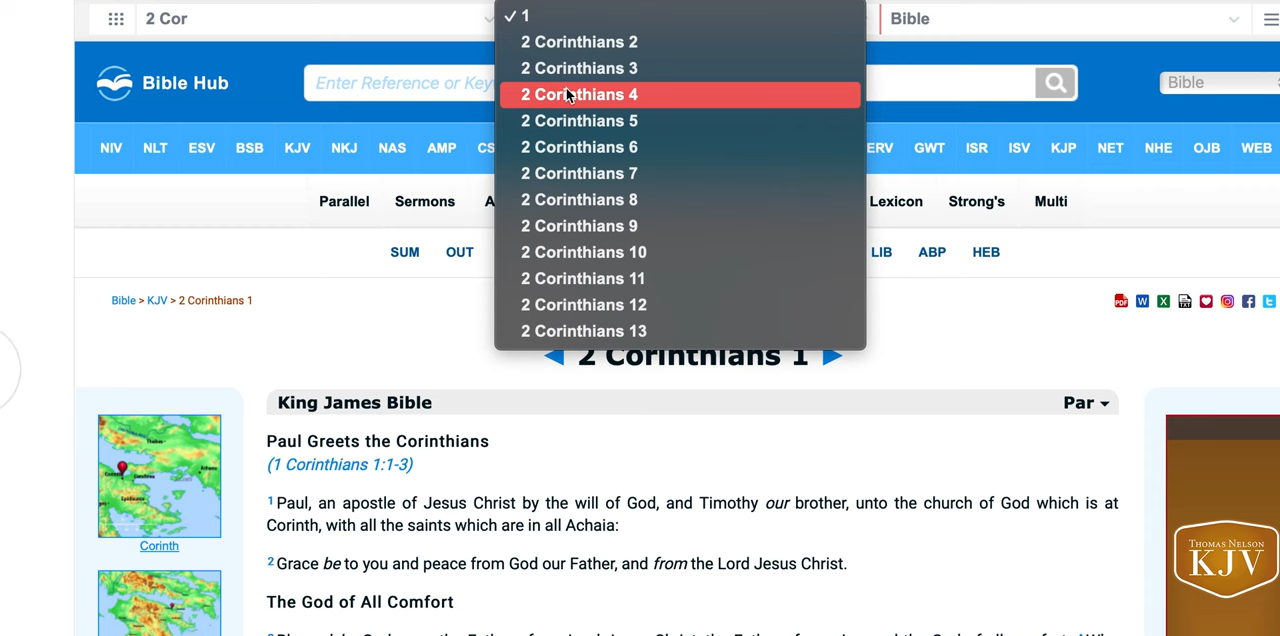 2 Cor
Bible
✓ 1
2 Corinthians 2
2 Corinthians 3
2 Corinthians 4
2 Corinthians 5
2 Corinthians 6
2 Corinthians 7
2 Corinthians 8
2 Corinthians 9
2 Corinthians 10
2 Corinthians 11
2 Corinthians 12
2 Corinthians 13
Bible Hub
Enter Reference or Key
Bible
NIV NLT ESV BSB KJV NKJ NAS AMP CS ERV GWT ISR ISV KJP NET NHE OJB WEB
Parallel Sermons A Lexicon Strong's Multi
SUM OUT LIB ABP HEB
Bible > KJV > 2 Corinthians 1
◄ 2 Corinthians 1 ►
King James Bible Par
Paul Greets the Corinthians
(1 Corinthians 1:1-3)
1 Paul, an apostle of Jesus Christ by the will of God, and Timothy our brother, unto the church of God which is at
Corinth, with all the saints which are in all Achaia:
2 Grace be to you and peace from God our Father, and from the Lord Jesus Christ.
The God of All Comfort
Corinth
THOMAS NELSON
KJV